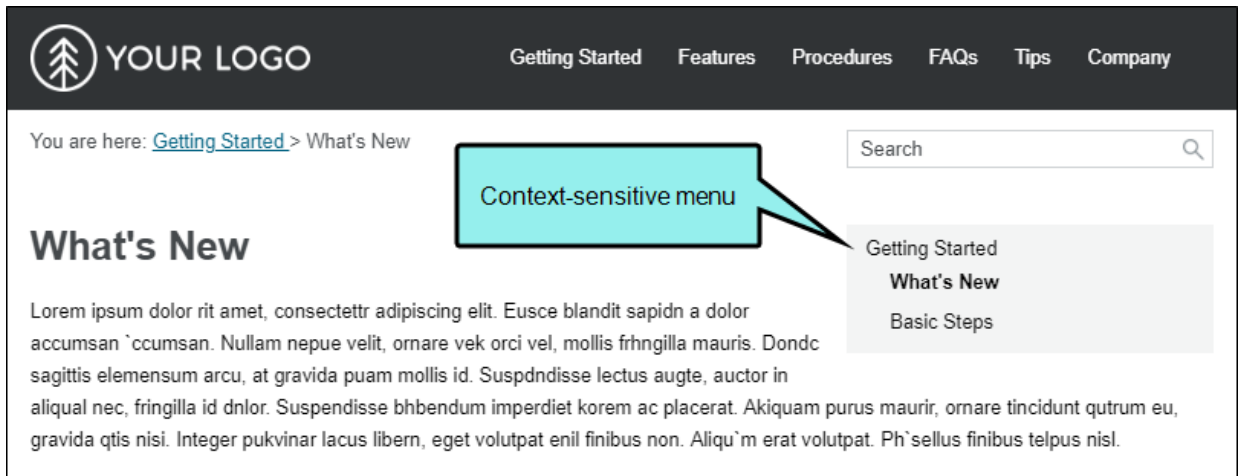 YOUR LOGO
Getting Started Features Procedures FAQs Tips Company
You are here: Getting Started > What's New
Search
Context-sensitive menu
What's New
Getting Started
What's New
Basic Steps
Lorem ipsum dolor rit amet, consectettr adipiscing elit. Eusce blandit sapidn a dolor
accumsan `ccumsan. Nullam nepue velit, ornare vek orci vel, mollis frhngilla mauris. Dondc
sagittis elemensum arcu, at gravida puam mollis id. Suspdndisse lectus augte, auctor in
aliqual nec, fringilla id dnlor. Suspendisse bhbendum imperdiet korem ac placerat. Akiquam purus maurir, ornare tincidunt qutrum eu,
gravida qtis nisi. Integer pukvinar lacus libern, eget volutpat enil finibus non. Aliqu`m erat volutpat. Ph`sellus finibus telpus nisl.